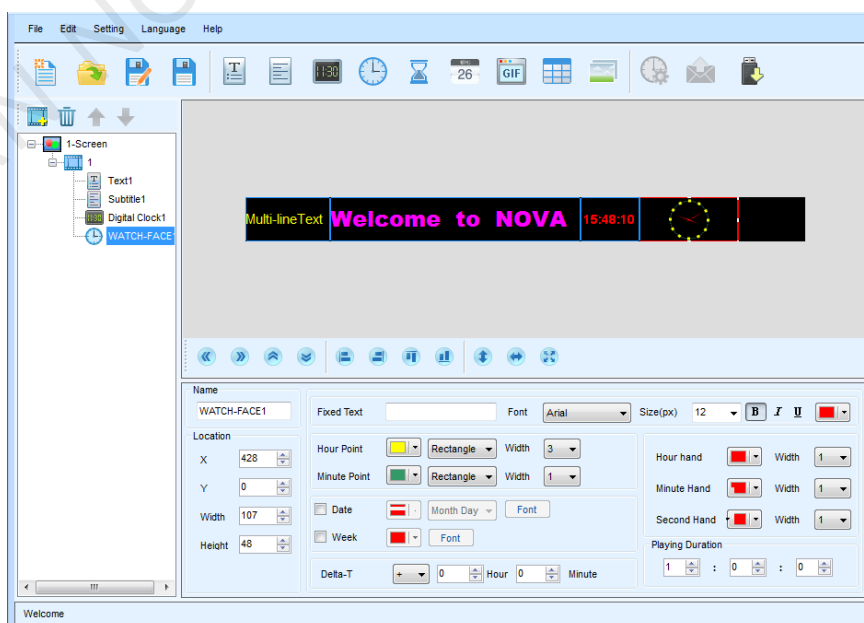 File Edit Setting Language Help
T 11:30 26 GIF
1-Screen
1
Text1
Subtitle1
Digital Clock1
WATCH-FACE1
Multi-lineText Welcome to NOVA 15:48:10
Name
WATCH-FACE1
Fixed Text Font Arial Size(px) 12 B I U
Location
X 428
Y 0
Width 107
Height 48
Hour Point Rectangle Width 3
Minute Point Rectangle Width 1
Date Month Day Font
Week Font
Delta-T + 0 Hour 0 Minute
Hour hand Width 1
Minute Hand Width 1
Second Hand Width 1
Playing Duration
1 : 0 : 0
Welcome